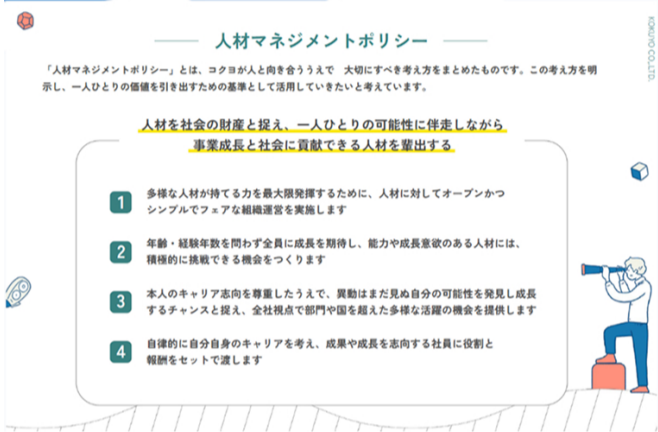 人材マネジメントポリシー
KOKUYO CO.,LTD.
「人材マネジメントポリシー」とは、コクヨが人と向き合ううえで 大切にすべき考え方をまとめたものです。この考え方を明
示し、一人ひとりの価値を引き出すための基準として活用していきたいと考えています。
人材を社会の財産と捉え、一人ひとりの可能性に伴走しながら
事業成長と社会に貢献できる人材を輩出する
1 多様な人材が持てる力を最大限発揮するために、人材に対してオープンかつ
シンプルでフェアな組織運営を実施します
2 年齢・経験年数を問わず全員に成長を期待し、能力や成長意欲のある人材には、
積極的に挑戦できる機会をつくります
3 本人のキャリア志向を尊重したうえで、異動はまだ見ぬ自分の可能性を発見し成長
するチャンスと捉え、全社視点で部門や国を超えた多様な活躍の機会を提供します
4 自律的に自分自身のキャリアを考え、成果や成長を志向する社員に役割と
報酬をセットで渡します